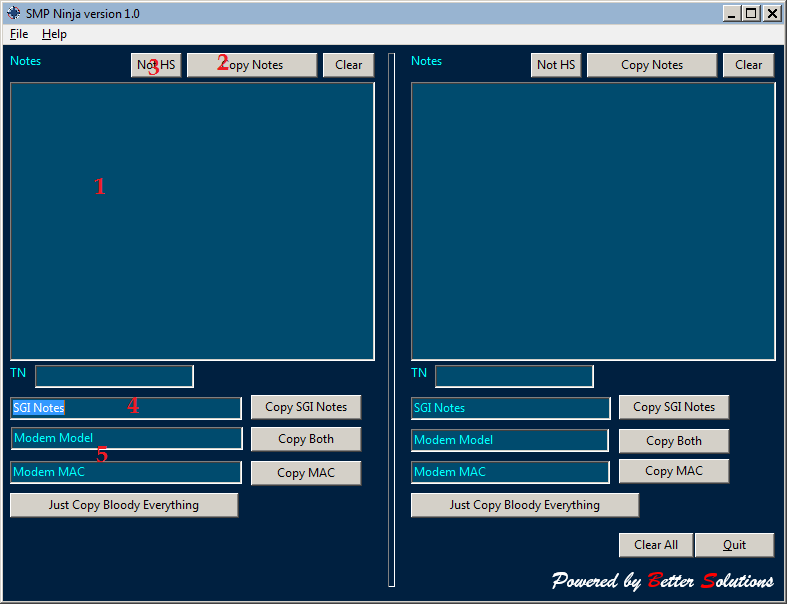 SMP Ninja version 1.0
File Help
Notes Not HS Copy Notes Clear Notes Not HS Copy Notes Clear
3 2
1
TN TN
SGI Notes 4 Copy SGI Notes SGI Notes Copy SGI Notes
Modem Model Copy Both Modem Model Copy Both
5
Modem MAC Copy MAC Modem MAC Copy MAC
Just Copy Bloody Everything Just Copy Bloody Everything
Clear All Quit
Powered by Better Solutions